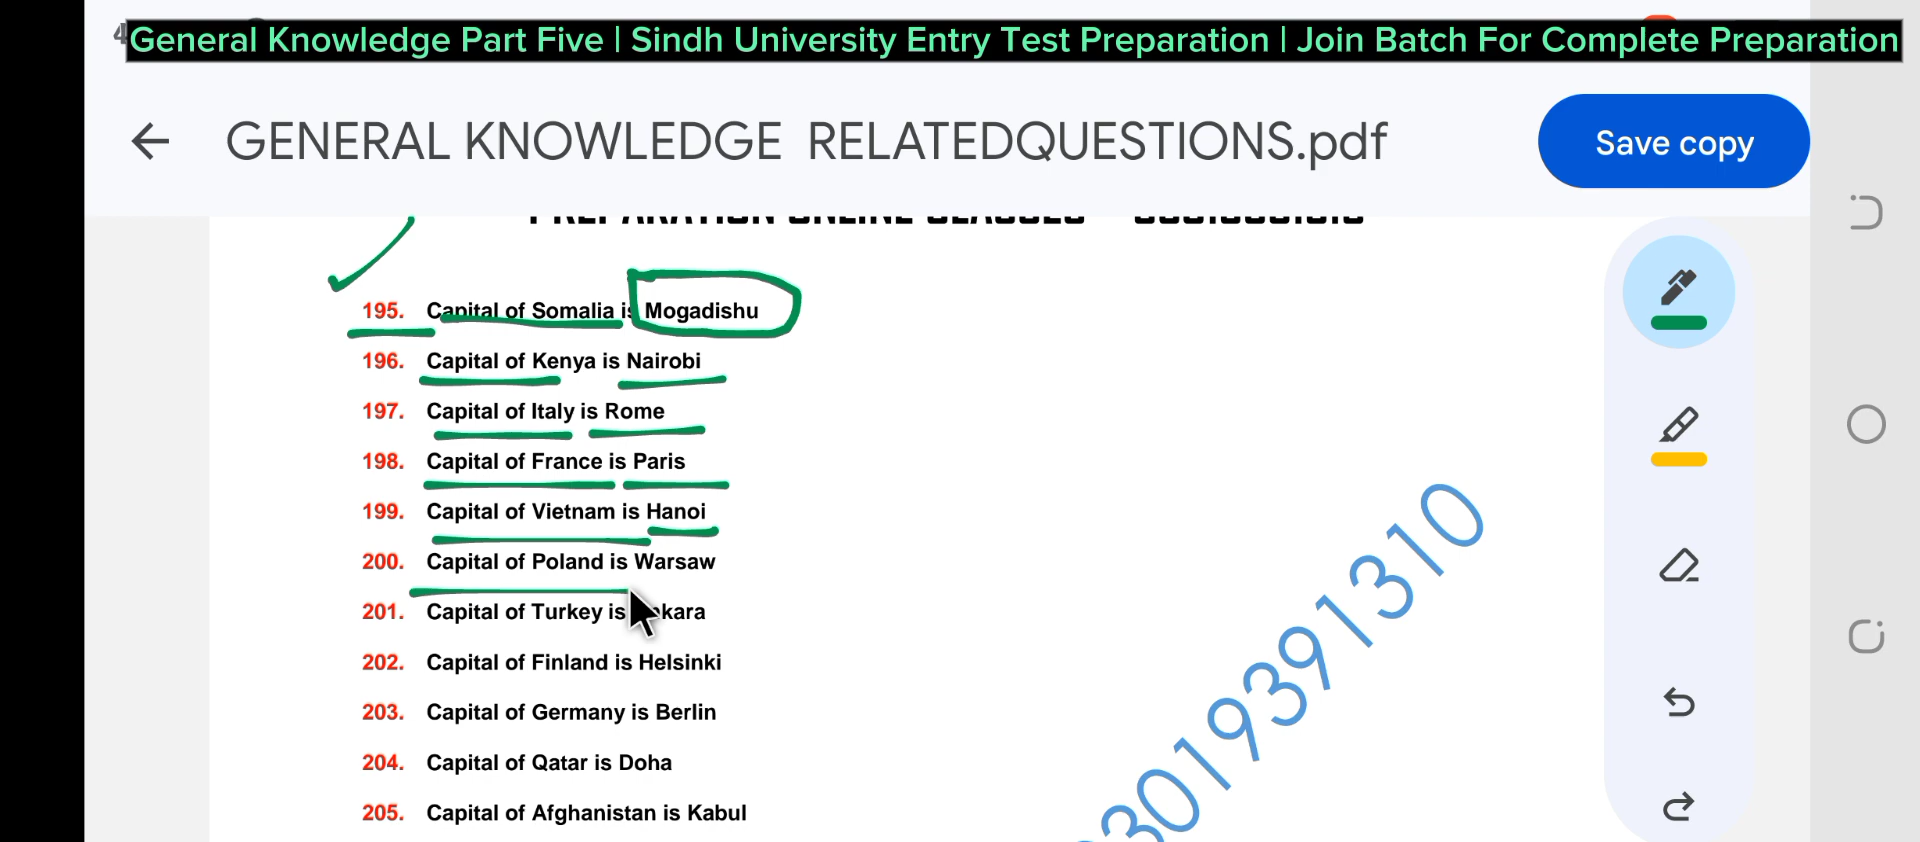 General Knowledge Part Five | Sindh University Entry Test Preparation | Join Batch For Complete Preparation
GENERAL KNOWLEDGE RELATEDQUESTIONS.pdf
Save copy
195. Capital of Somalia is Mogadishu
196. Capital of Kenya is Nairobi
197. Capital of Italy is Rome
198. Capital of France is Paris
199. Capital of Vietnam is Hanoi
200. Capital of Poland is Warsaw
201. Capital of Turkey is
202. Capital of Finland is Helsinki
203. Capital of Germany is Berlin
204. Capital of Qatar is Doha
205. Capital of Afghanistan is Kabul